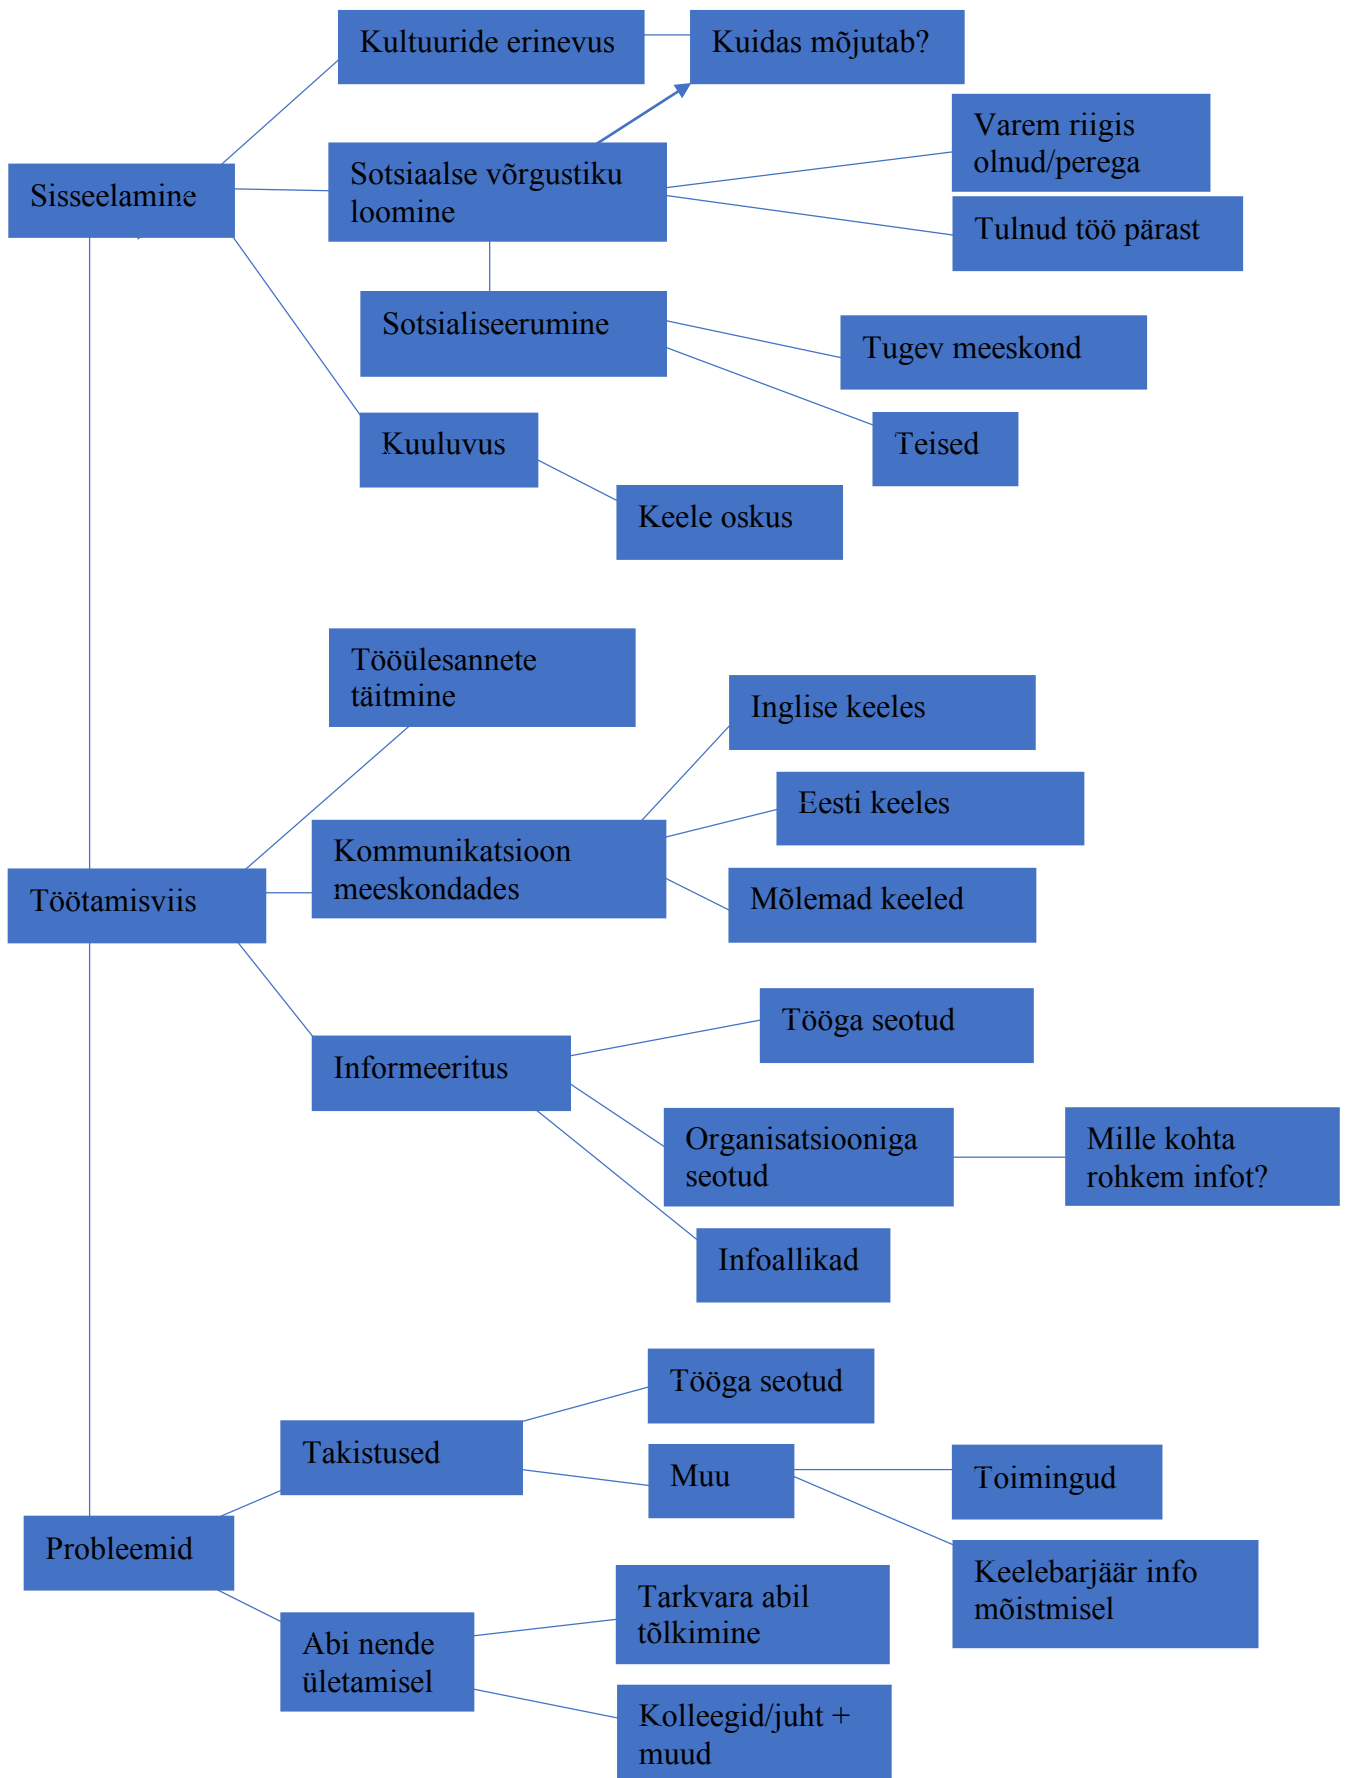 Kultuuride erinevus
Kuidas mõjutab?
Varem riigis
olnud/perega
Sisseelamine
Sotsiaalse võrgustiku
loomine
Tulnud töö pärast
Sotsialiseerumine
Tugev meeskond
Kuuluvus
Teised
Keele oskus
Tööülesannete
täitmine
Inglise keeles
Eesti keeles
Kommunikatsioon
meeskondades
Töötamisviis
Mõlemad keeled
Tööga seotud
Informeeritus
Organisatsiooniga
seotud
Mille kohta
rohkem infot?
Infoallikad
Tööga seotud
Takistused
Muu
Toimingud
Probleemid
Keelebarjäär info
mõistmisel
Tarkvara abil
tõlkimine
Abi nende
ületamisel
Kolleegid/juht +
muud